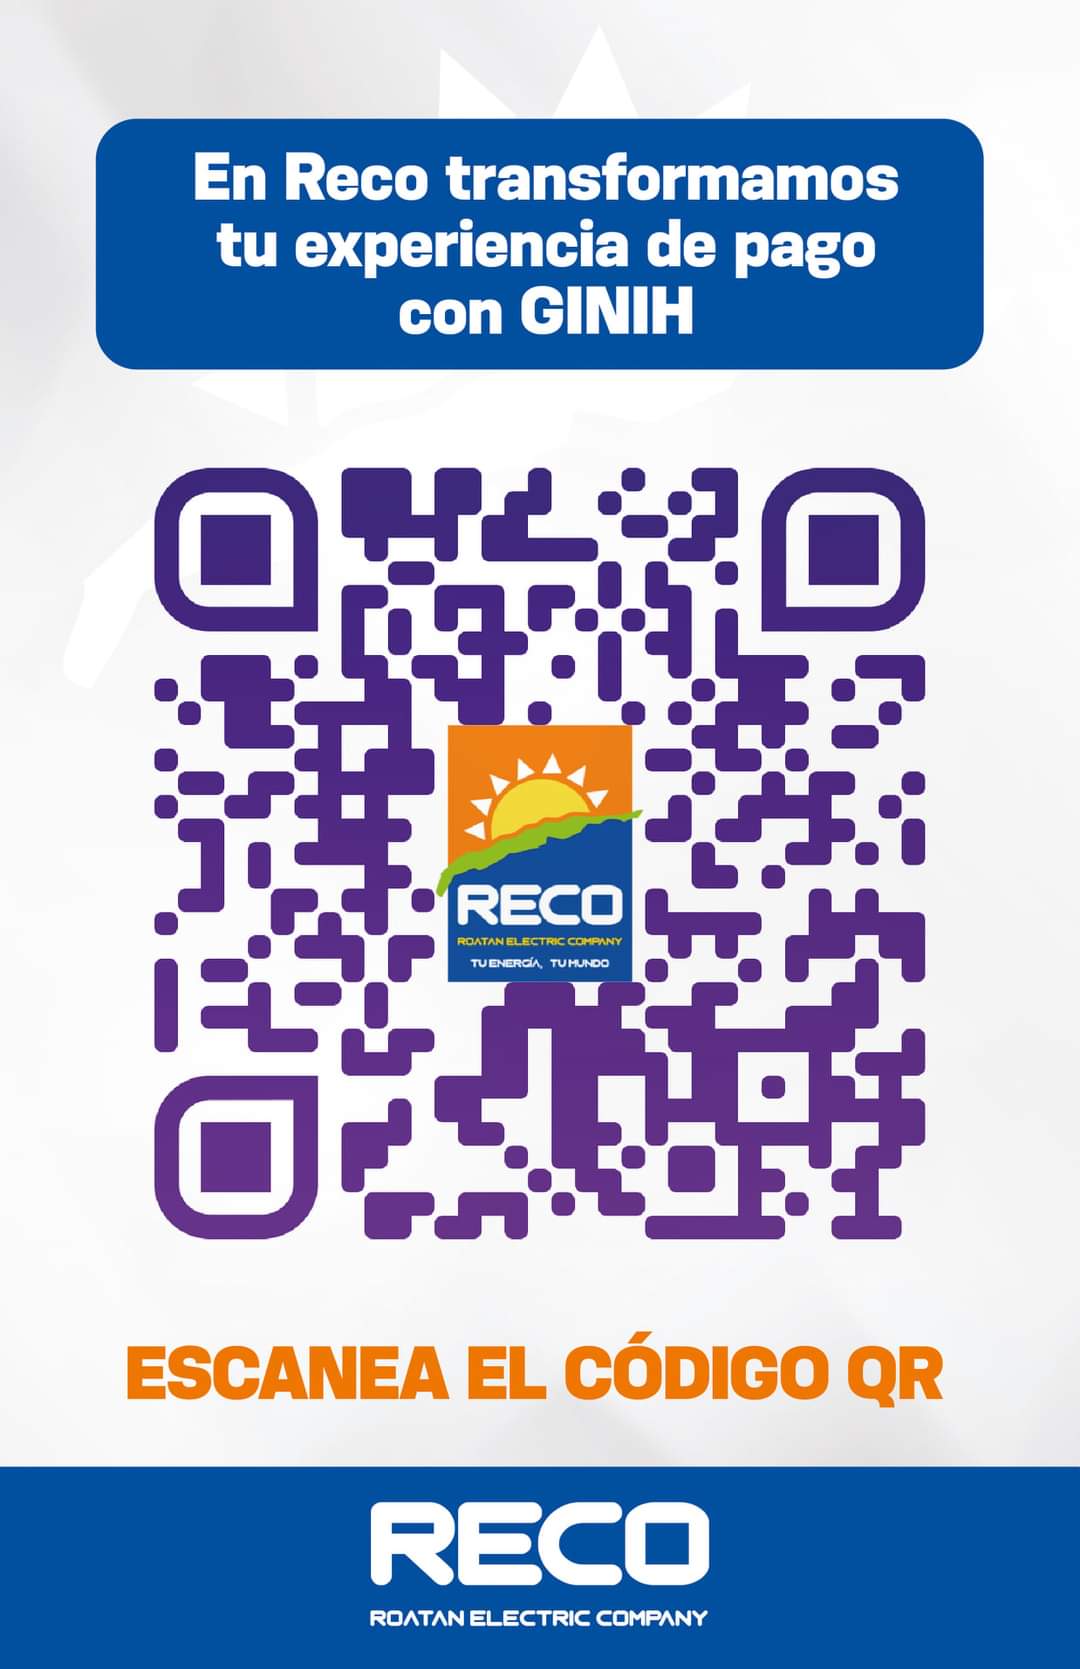 En Reco transformamos
tu experiencia de pago
con GINIH
RECO
ROATAN ELECTRIC COMPANY
TU ENERGÍA, TU MUNDO
ESCANEA EL CÓDIGO QR
RECO
ROATAN ELECTRIC COMPANY